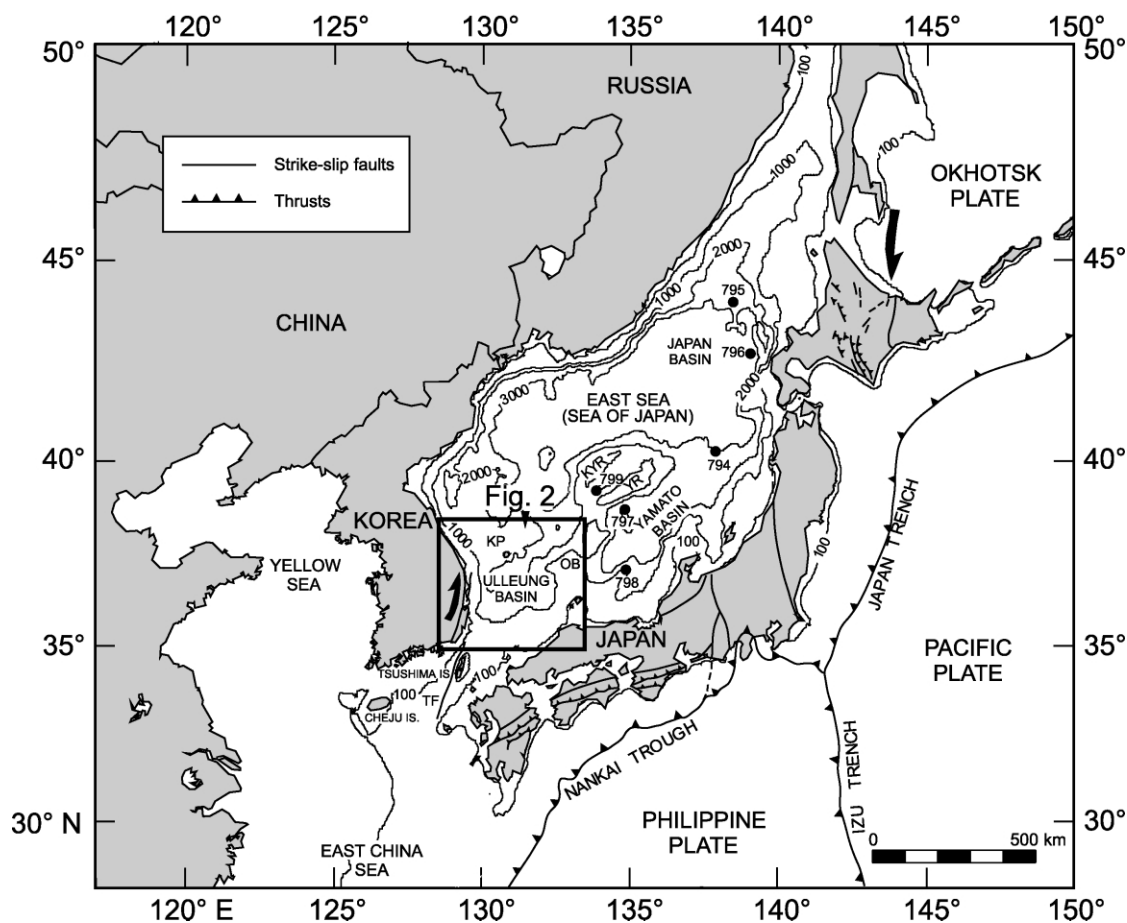 120° 125° 130° 135° 140° 145° 150°
50° 50°
RUSSIA
100
Strike-slip faults
Thrusts
1000
100
OKHOTSK
PLATE
45° 45°
2000
1000
795
CHINA
JAPAN
BASIN
796
2000
3000
EAST SEA
(SEA OF JAPAN)
794
40° 40°
2000
KYR
799
YR
Fig. 2
KOREA
797
YAMATO
BASIN
1000
KP
100
100
OB
YELLOW
SEA
ULLEUNG
BASIN
798
JAPAN TRENCH
35° 35°
JAPAN
PACIFIC
PLATE
TSUSHIMA IS.
100
100
TF
CHEJU IS.
NANKAI TROUGH
IZU TRENCH
PHILIPPINE
PLATE
30° N 30°
0 500 km
EAST CHINA
SEA
120° E 125° 130° 135° 140° 145° 150°